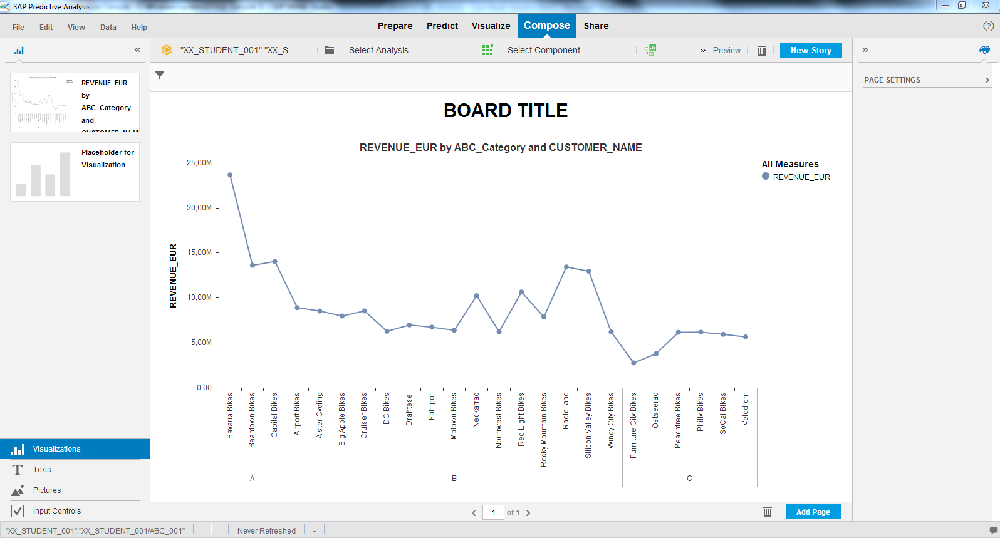 SAP Predictive Analysis
File Edit View Data Help
Prepare Predict Visualize Compose Share
"XX_STUDENT_001"."XX_S...
--Select Analysis--
--Select Component--
» Preview
New Story
REVENUE_EUR
by
ABC_Category
and
Placeholder for
Visualization
PAGE SETTINGS
BOARD TITLE
REVENUE_EUR by ABC_Category and CUSTOMER_NAME
All Measures
REVENUE_EUR
REVENUE_EUR
25,00M
20,00M
15,00M
10,00M
5,00M
0,00
Bavaria Bikes
Beantown Bikes
Capital Bikes
Airport Bikes
Alster Cycling
Big Apple Bikes
Cruiser Bikes
DC Bikes
Drahtesel
Fahrpott
Motown Bikes
Neckarrad
Northwest Bikes
Red Light Bikes
Rocky Mountain Bikes
Rädlelland
Silicon Valley Bikes
Windy City Bikes
Furniture City Bikes
Ostseerad
Peachtree Bikes
Philly Bikes
SoCal Bikes
Velodrom
A B C
Visualizations
Texts
Pictures
Input Controls
1 of 1
Add Page
"XX_STUDENT_001"."XX_STUDENT_001/ABC_001"
Never Refreshed
-